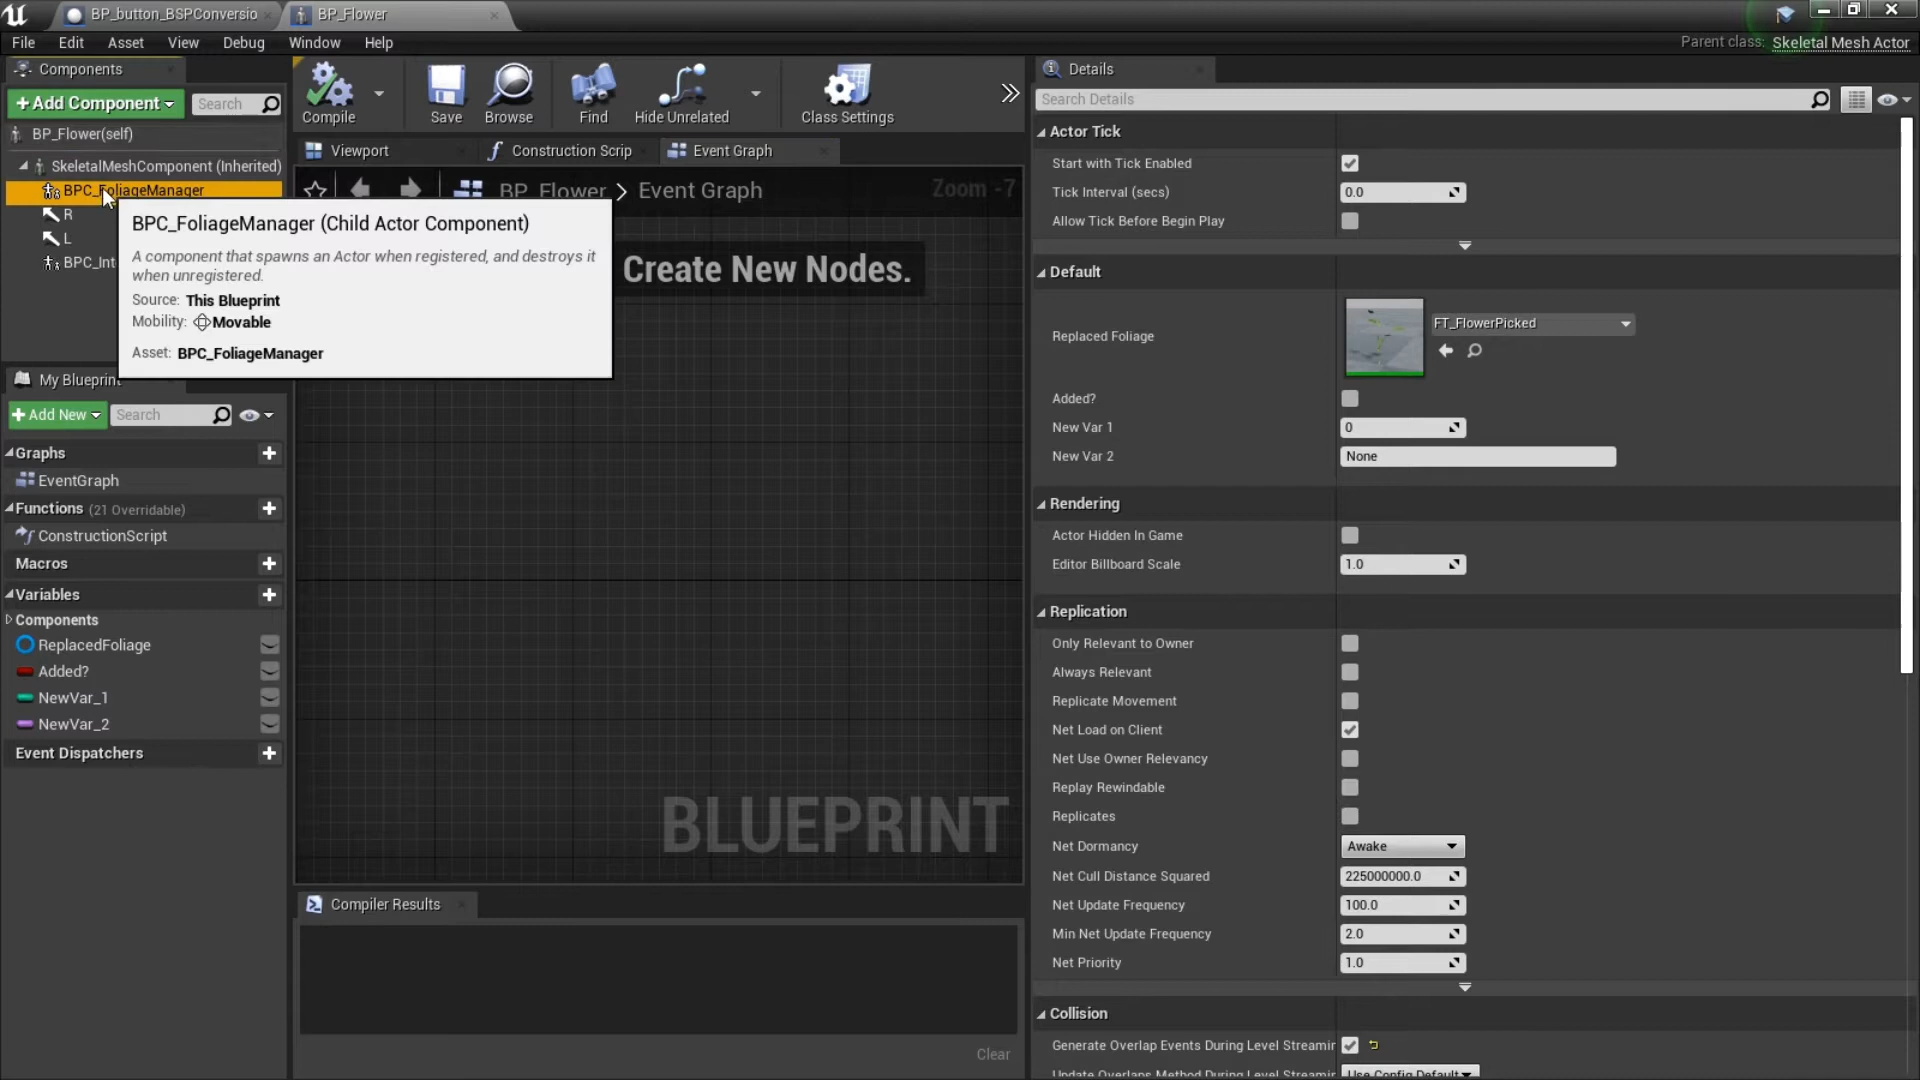 BP_button_BSPConversio
BP_Flower
File
Edit
Asset
View
Debug
Window
Help
Parent class:
Skeletal Mesh Actor
Components
+Add Component
Search
BP_Flower(self)
SkeletalMeshComponent (Inherited)
BPC_FoliageManager
R
L
BPC_Int
Compile
Save
Browse
Find
Hide Unrelated
Class Settings
Viewport
Construction Scrip
Event Graph
BP_Flower > Event Graph
Zoom -7
BPC_FoliageManager (Child Actor Component)
A component that spawns an Actor when registered, and destroys it
when unregistered.
Source: This Blueprint
Mobility: Movable
Asset: BPC_FoliageManager
Create New Nodes.
BLUEPRINT
My Blueprint
+Add New
Search
Graphs
EventGraph
Functions (21 Overridable)
ConstructionScript
Macros
Variables
Components
ReplacedFoliage
Added?
NewVar_1
NewVar_2
Event Dispatchers
Compiler Results
Clear
Details
Search Details
Actor Tick
Start with Tick Enabled
Tick Interval (secs)
0.0
Allow Tick Before Begin Play
Default
Replaced Foliage
FT_FlowerPicked
Added?
New Var 1
0
New Var 2
None
Rendering
Actor Hidden In Game
Editor Billboard Scale
1.0
Replication
Only Relevant to Owner
Always Relevant
Replicate Movement
Net Load on Client
Net Use Owner Relevancy
Replay Rewindable
Replicates
Net Dormancy
Awake
Net Cull Distance Squared
225000000.0
Net Update Frequency
100.0
Min Net Update Frequency
2.0
Net Priority
1.0
Collision
Generate Overlap Events During Level Streamin
Update Overlaps Method During Level Streamin
Use Config Default